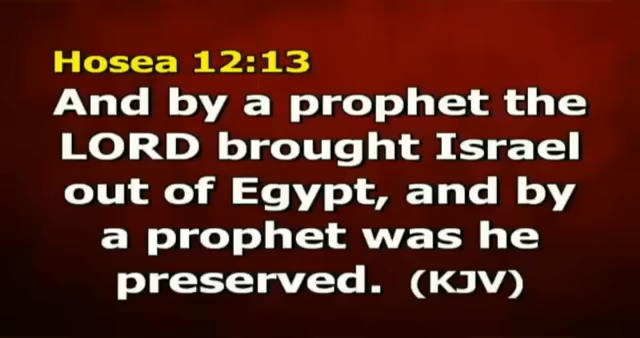 Hosea 12:13
And by a prophet the
LORD brought Israel
out of Egypt, and by
a prophet was he
preserved. (KJV)